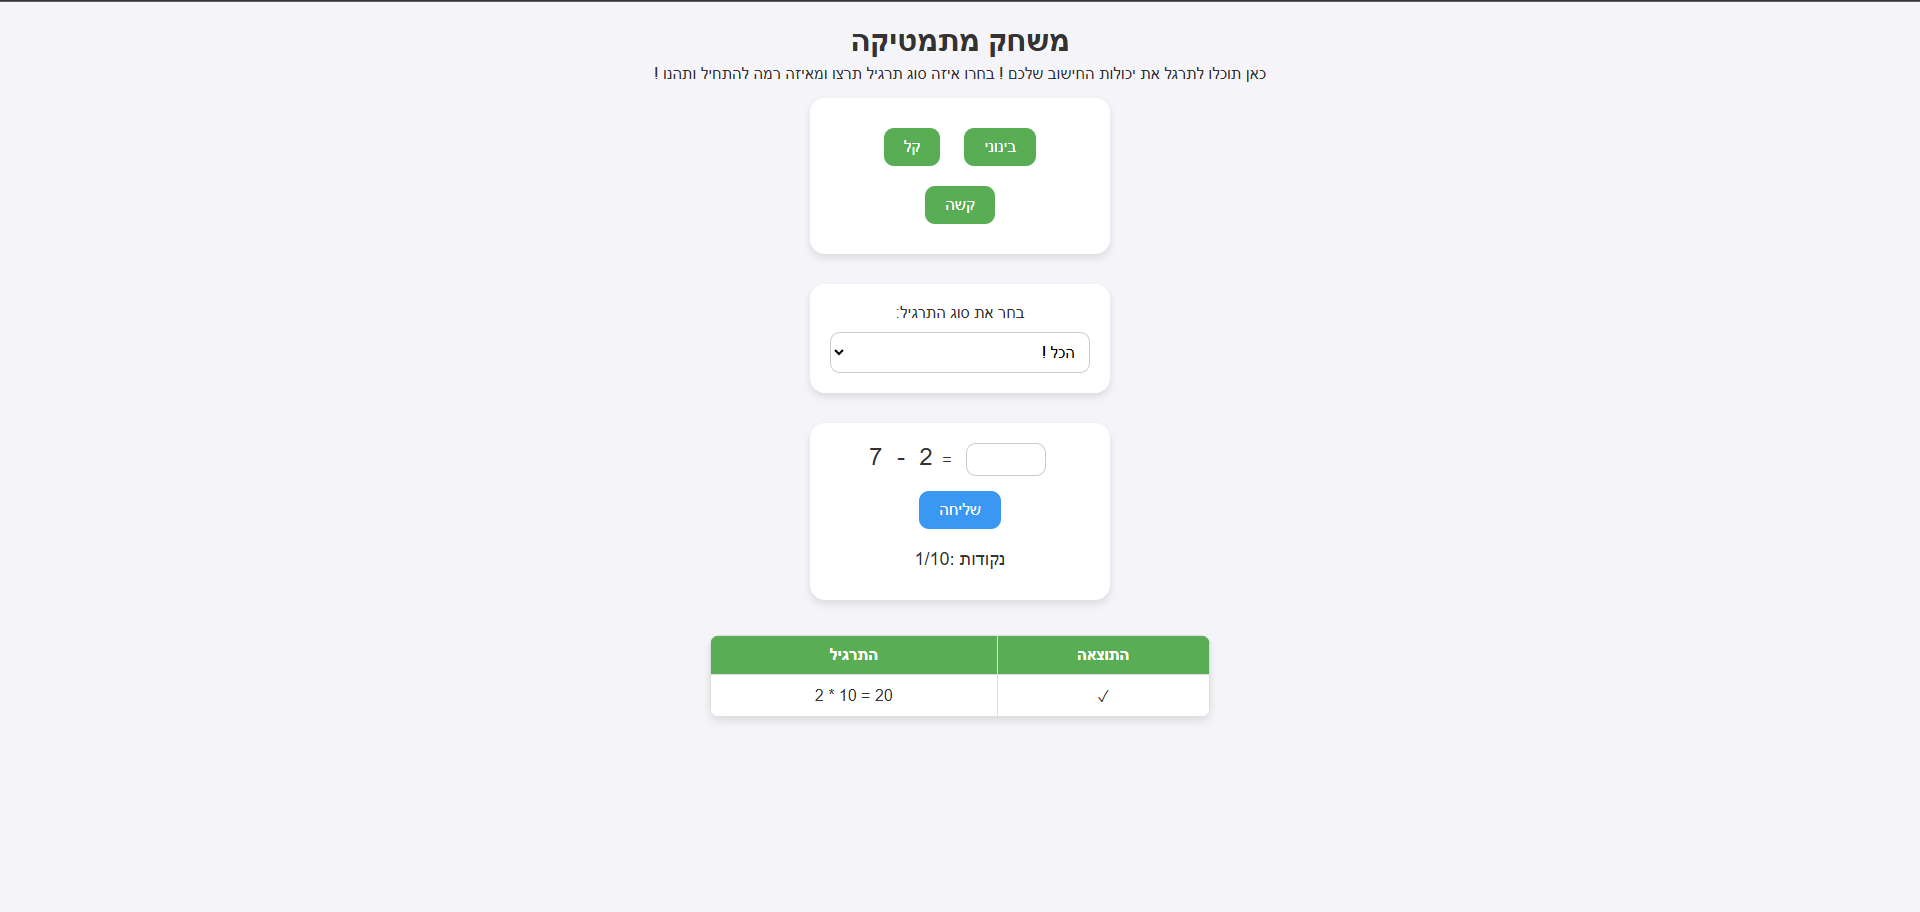 משחק מתמטיקה
כאן תוכלו לתרגל את יכולות החישוב שלכם ! בחרו איזה סוג תרגיל תרצו ומאיזה רמה להתחיל ותהנו !
קל בינוני
קשה
בחר את סוג התרגיל:
הכל !
7 - 2 =
שליחה
נקודות :1/10
התרגיל התוצאה
2 * 10 = 20 ✓